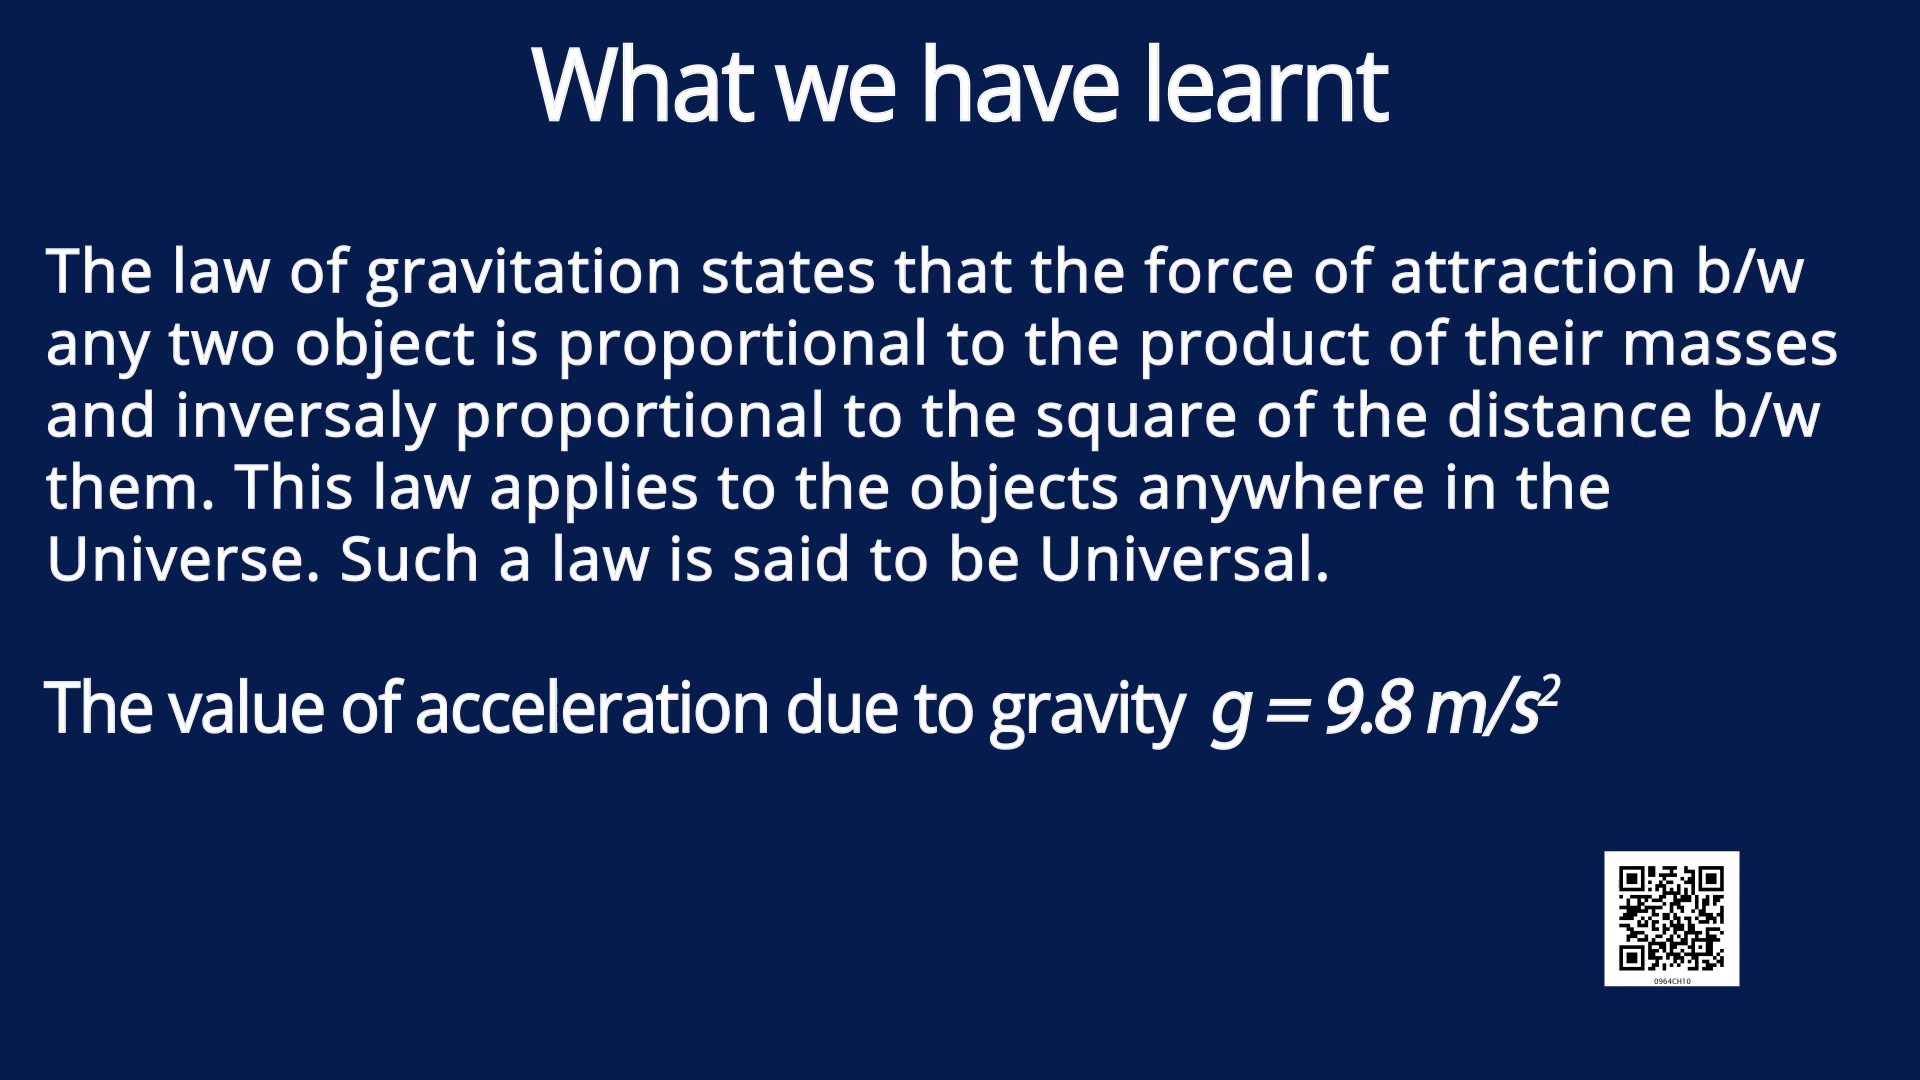 What we have learnt
The law of gravitation states that the force of attraction b/w
any two object is proportional to the product of their masses
and inversaly proportional to the square of the distance b/w
them. This law applies to the objects anywhere in the
Universe. Such a law is said to be Universal.
The value of acceleration due to gravity g = 9.8 m/s²
0964CH10